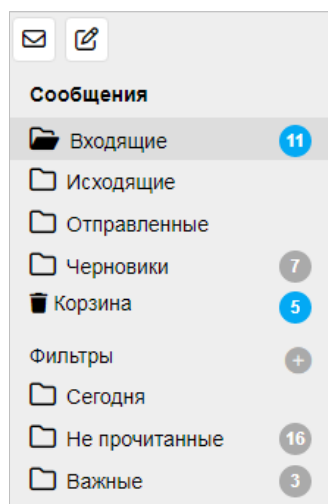 Сообщения
Входящие 11
Исходящие
Отправленные
Черновики 7
Корзина 5
Фильтры +
Сегодня
Не прочитанные 16
Важные 3